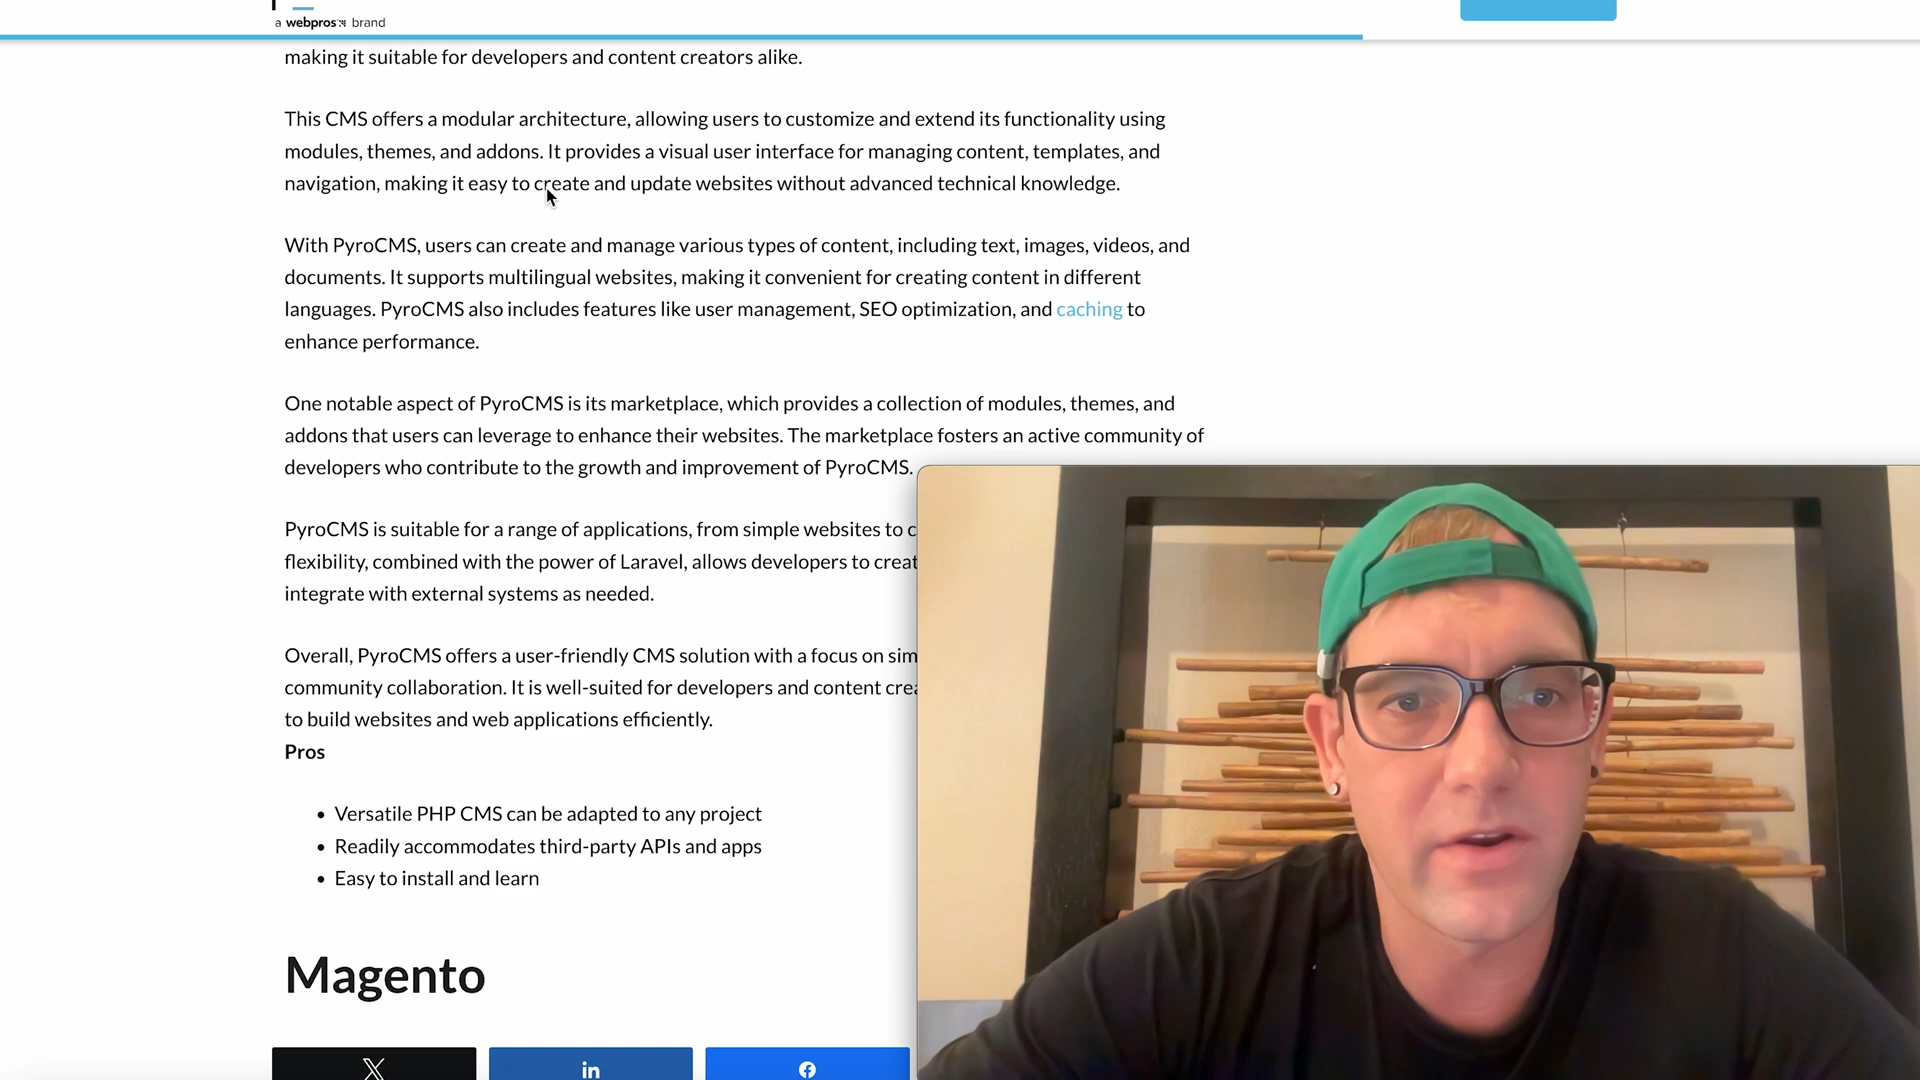 a webpros brand
making it suitable for developers and content creators alike.
This CMS offers a modular architecture, allowing users to customize and extend its functionality using
modules, themes, and addons. It provides a visual user interface for managing content, templates, and
navigation, making it easy to create and update websites without advanced technical knowledge.
With PyroCMS, users can create and manage various types of content, including text, images, videos, and
documents. It supports multilingual websites, making it convenient for creating content in different
languages. PyroCMS also includes features like user management, SEO optimization, and caching to
enhance performance.
One notable aspect of PyroCMS is its marketplace, which provides a collection of modules, themes, and
addons that users can leverage to enhance their websites. The marketplace fosters an active community of
developers who contribute to the growth and improvement of PyroCMS.
PyroCMS is suitable for a range of applications, from simple websites to
flexibility, combined with the power of Laravel, allows developers to
integrate with external systems as needed.
Overall, PyroCMS offers a user-friendly CMS solution with a focus on
community collaboration. It is well-suited for developers and content
to build websites and web applications efficiently.
Pros
• Versatile PHP CMS can be adapted to any project
• Readily accommodates third-party APIs and apps
• Easy to install and learn
Magento
in